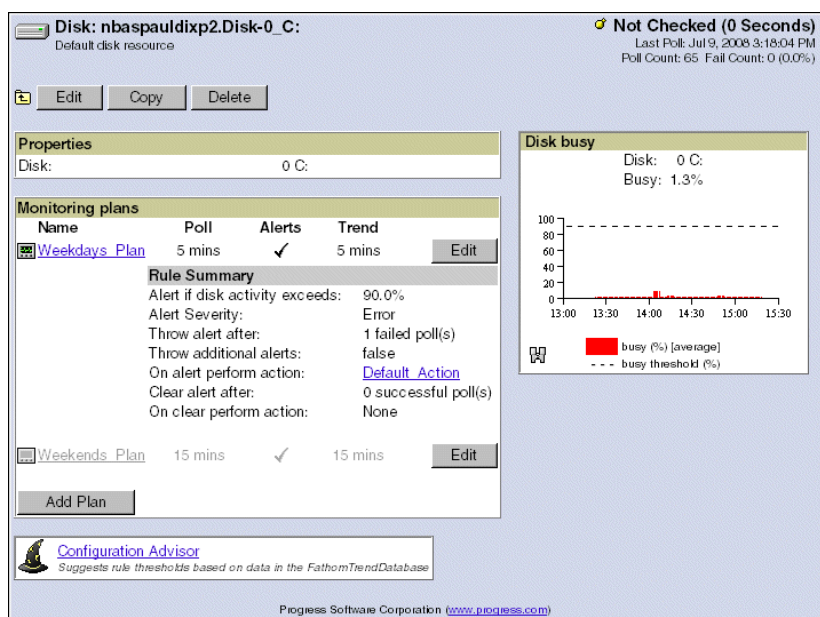 Disk: nbaspauldixp2.Disk-0_C:
Default disk resource
Not Checked (0 Seconds)
Last Poll: Jul 9, 2008 3:18:04 PM
Poll Count: 65 Fail Count: 0 (0.0%)
Edit Copy Delete
Properties
Disk: 0 C:
Monitoring plans
Name Poll Alerts Trend
Weekdays_Plan 5 mins ✓ 5 mins Edit
Rule Summary
Alert if disk activity exceeds: 90.0%
Alert Severity: Error
Throw alert after: 1 failed poll(s)
Throw additional alerts: false
On alert perform action: Default_Action
Clear alert after: 0 successful poll(s)
On clear perform action: None
Weekends_Plan 15 mins ✓ 15 mins Edit
Add Plan
Disk busy
Disk: 0 C:
Busy: 1.3%
100
80
60
40
20
0
13:00 13:30 14:00 14:30 15:00 15:30
busy (%) [average]
busy threshold (%)
Configuration Advisor
Suggests rule thresholds based on data in the FathomTrendDatabase
Progress Software Corporation (www.progress.com)